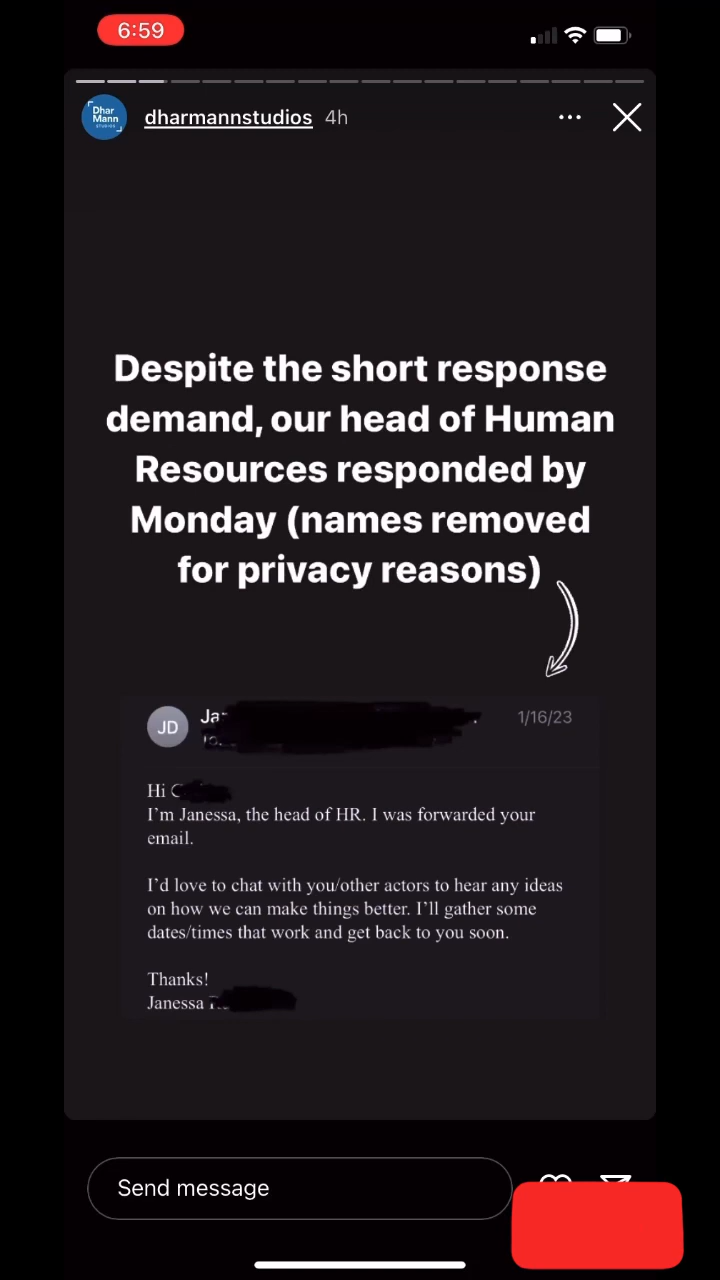 6:59
Dhar
Mann
STUDIOS
dharmannstudios 4h
Despite the short response
demand, our head of Human
Resources responded by
Monday (names removed
for privacy reasons)
JD
1/16/23
Hi
I'm Janessa, the head of HR. I was forwarded your
email.
I'd love to chat with you/other actors to hear any ideas
on how we can make things better. I'll gather some
dates/times that work and get back to you soon.
Thanks!
Janessa
Send message